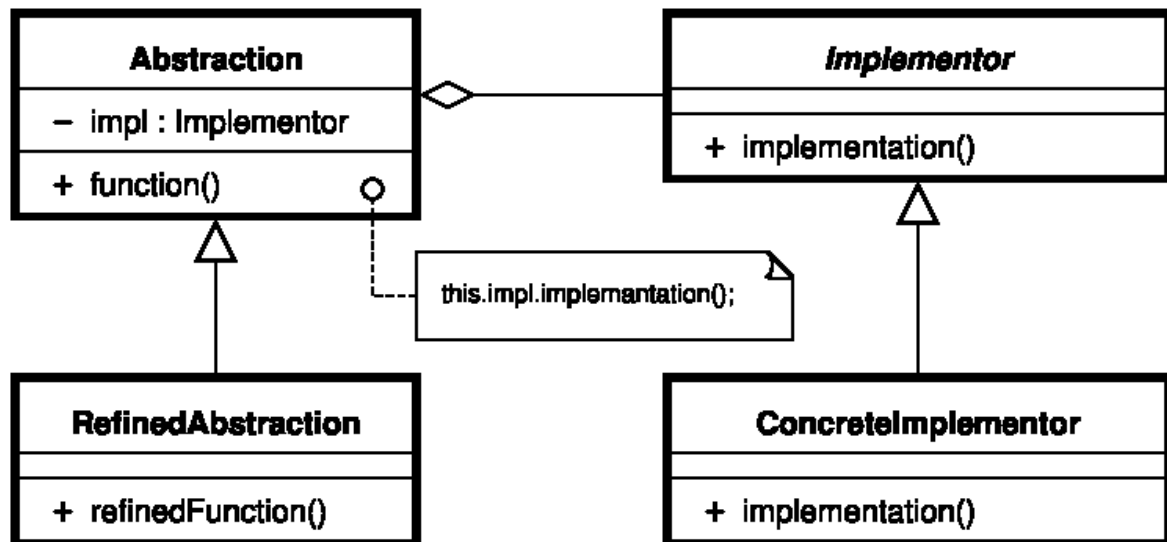 Abstraction
- impl : Implementor
+ function()
Implementor
+ implementation()
this.impl.implemantation();
RefinedAbstraction
+ refinedFunction()
ConcreteImplementor
+ implementation()